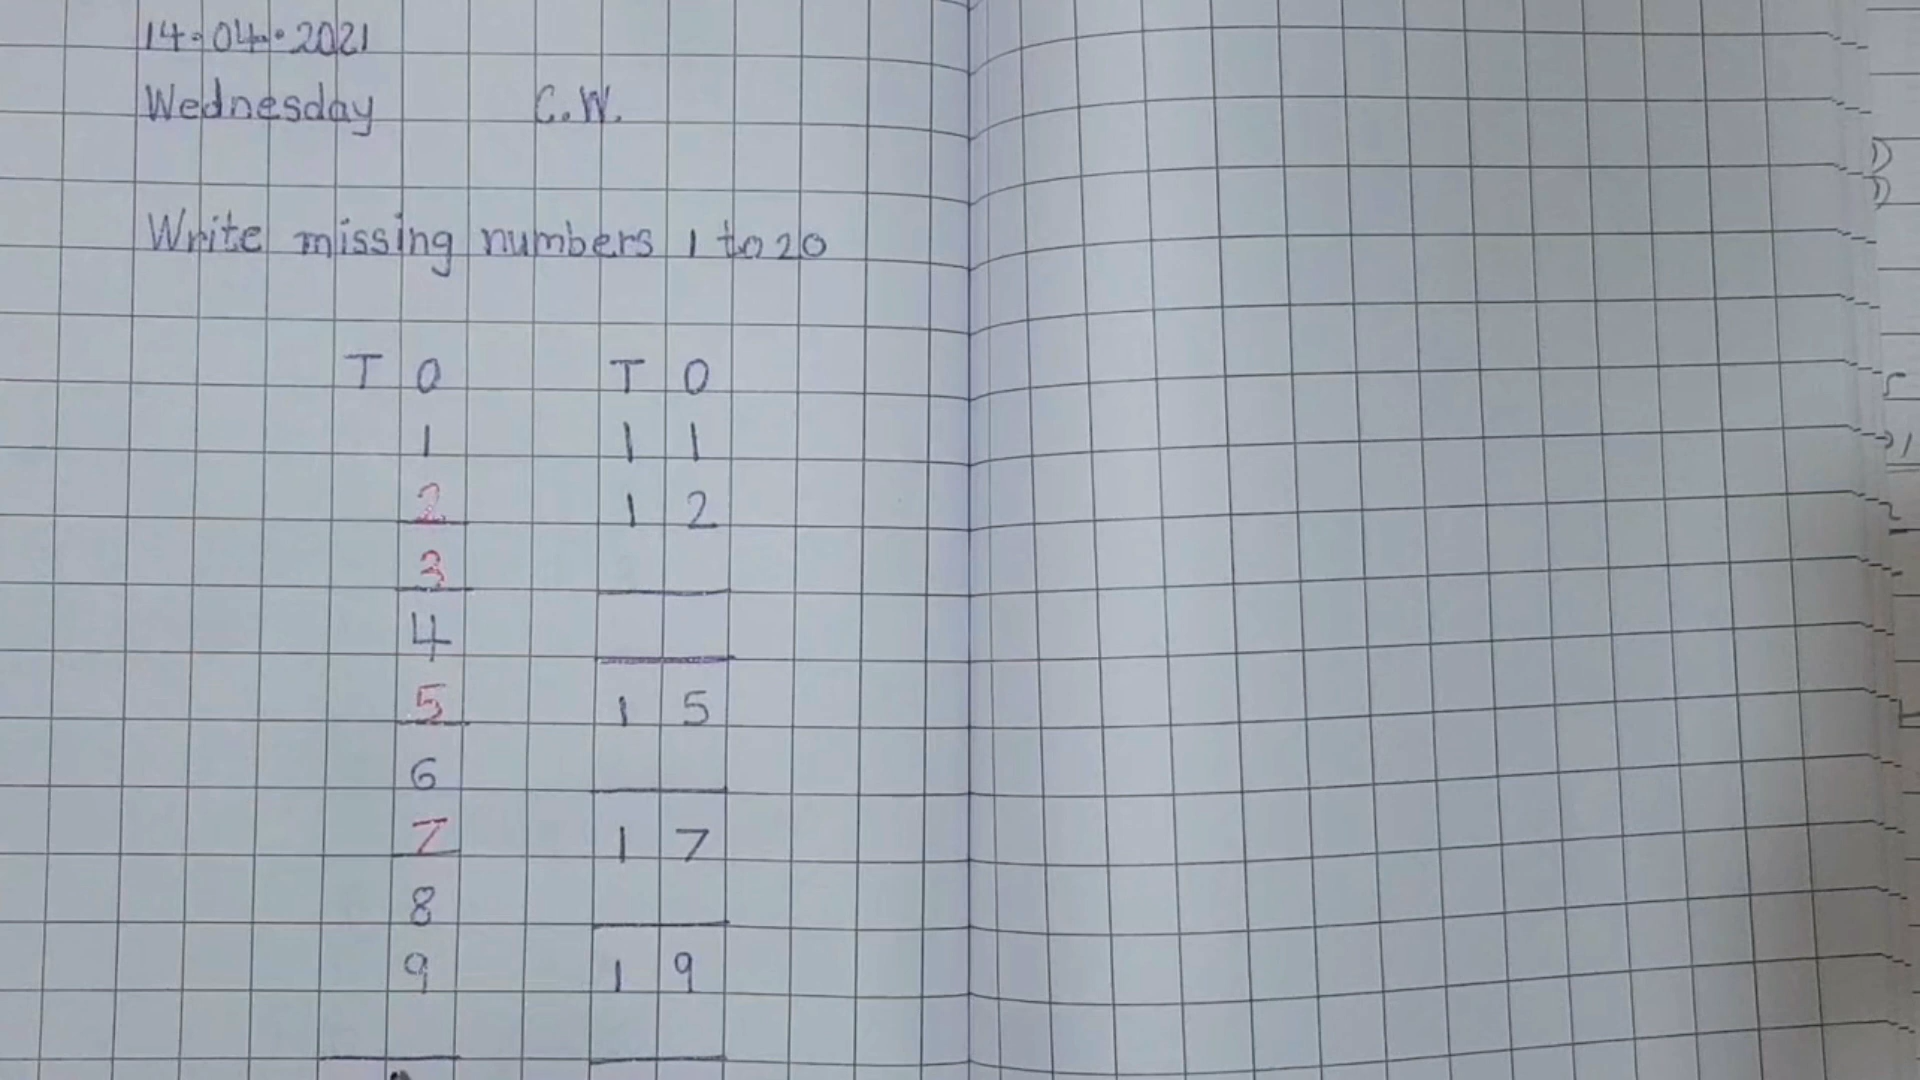 14.04.2021
Wednesday C.W.
Write missing numbers 1 to 20
T O T O
1 1 1
2 1 2
3
4
5 1 5
6
7 1 7
8
9 1 9